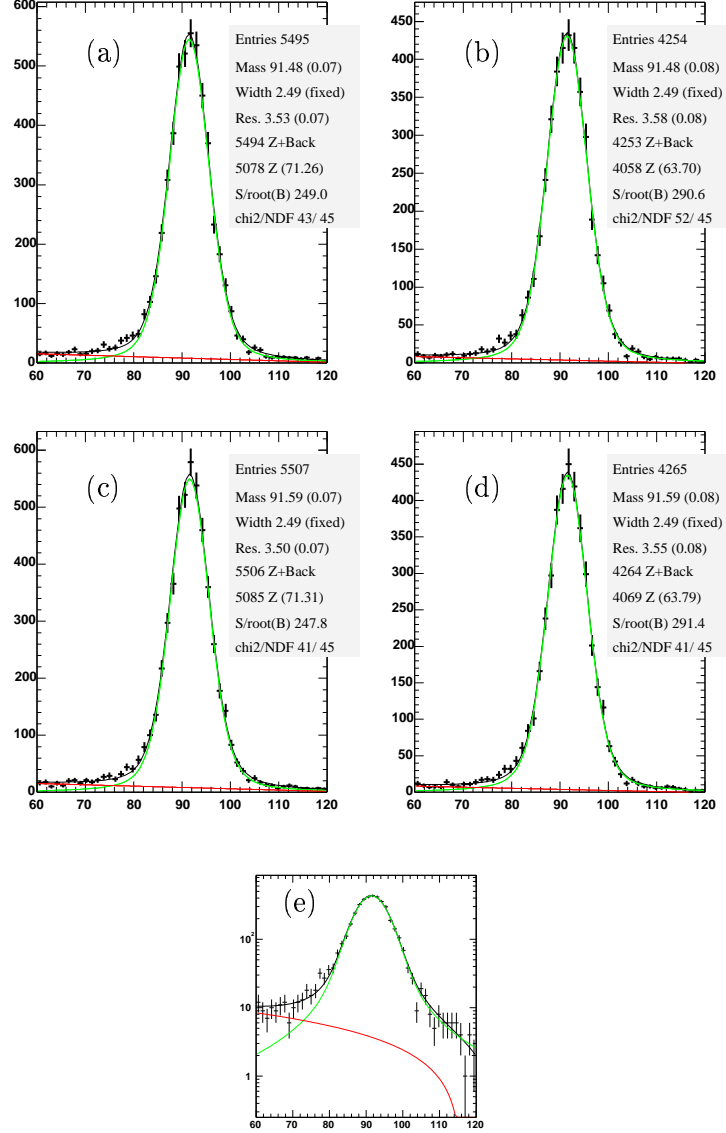 (a)
Entries 5495
Mass 91.48 (0.07)
Width 2.49 (fixed)
Res. 3.53 (0.07)
5494 Z+Back
5078 Z (71.26)
S/root(B) 249.0
chi2/NDF 43/ 45
600
500
400
300
200
100
0
60 70 80 90 100 110 120
(b)
Entries 4254
Mass 91.48 (0.08)
Width 2.49 (fixed)
Res. 3.58 (0.08)
4253 Z+Back
4058 Z (63.70)
S/root(B) 290.6
chi2/NDF 52/ 45
450
400
350
300
250
200
150
100
50
0
60 70 80 90 100 110 120
(c)
Entries 5507
Mass 91.59 (0.07)
Width 2.49 (fixed)
Res. 3.50 (0.07)
5506 Z+Back
5085 Z (71.31)
S/root(B) 247.8
chi2/NDF 41/ 45
600
500
400
300
200
100
0
60 70 80 90 100 110 120
(d)
Entries 4265
Mass 91.59 (0.08)
Width 2.49 (fixed)
Res. 3.55 (0.08)
4264 Z+Back
4069 Z (63.79)
S/root(B) 291.4
chi2/NDF 41/ 45
450
400
350
300
250
200
150
100
50
0
60 70 80 90 100 110 120
(e)
10²
10
1
60 70 80 90 100 110 120